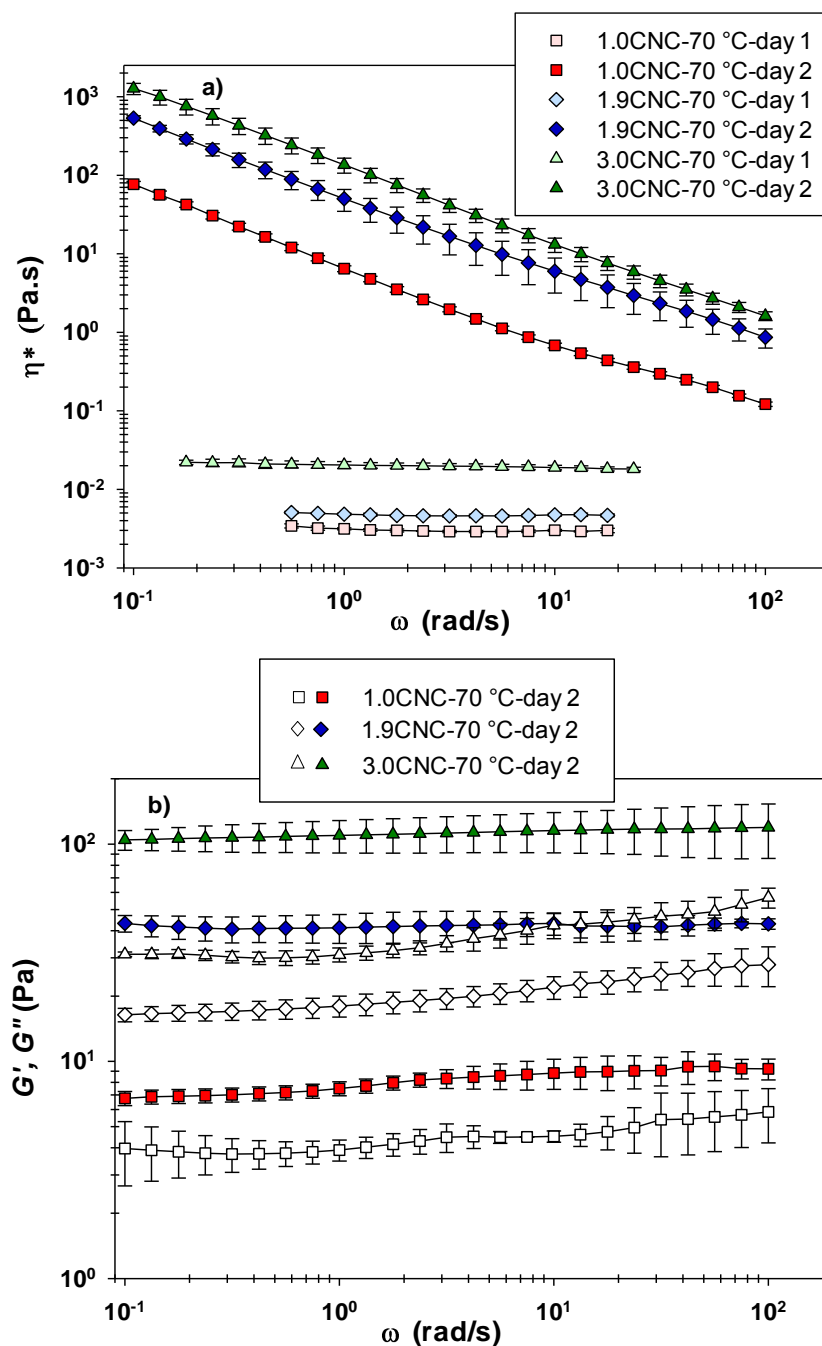 a)
1.0CNC-70 °C-day 1
1.0CNC-70 °C-day 2
1.9CNC-70 °C-day 1
1.9CNC-70 °C-day 2
3.0CNC-70 °C-day 1
3.0CNC-70 °C-day 2
10³
10²
10¹
10⁰
10⁻¹
10⁻²
10⁻³
η* (Pa.s)
10⁻¹ 10⁰ 10¹ 10²
ω (rad/s)
1.0CNC-70 °C-day 2
1.9CNC-70 °C-day 2
3.0CNC-70 °C-day 2
b)
10²
10¹
10⁰
G', G" (Pa)
10⁻¹ 10⁰ 10¹ 10²
ω (rad/s)